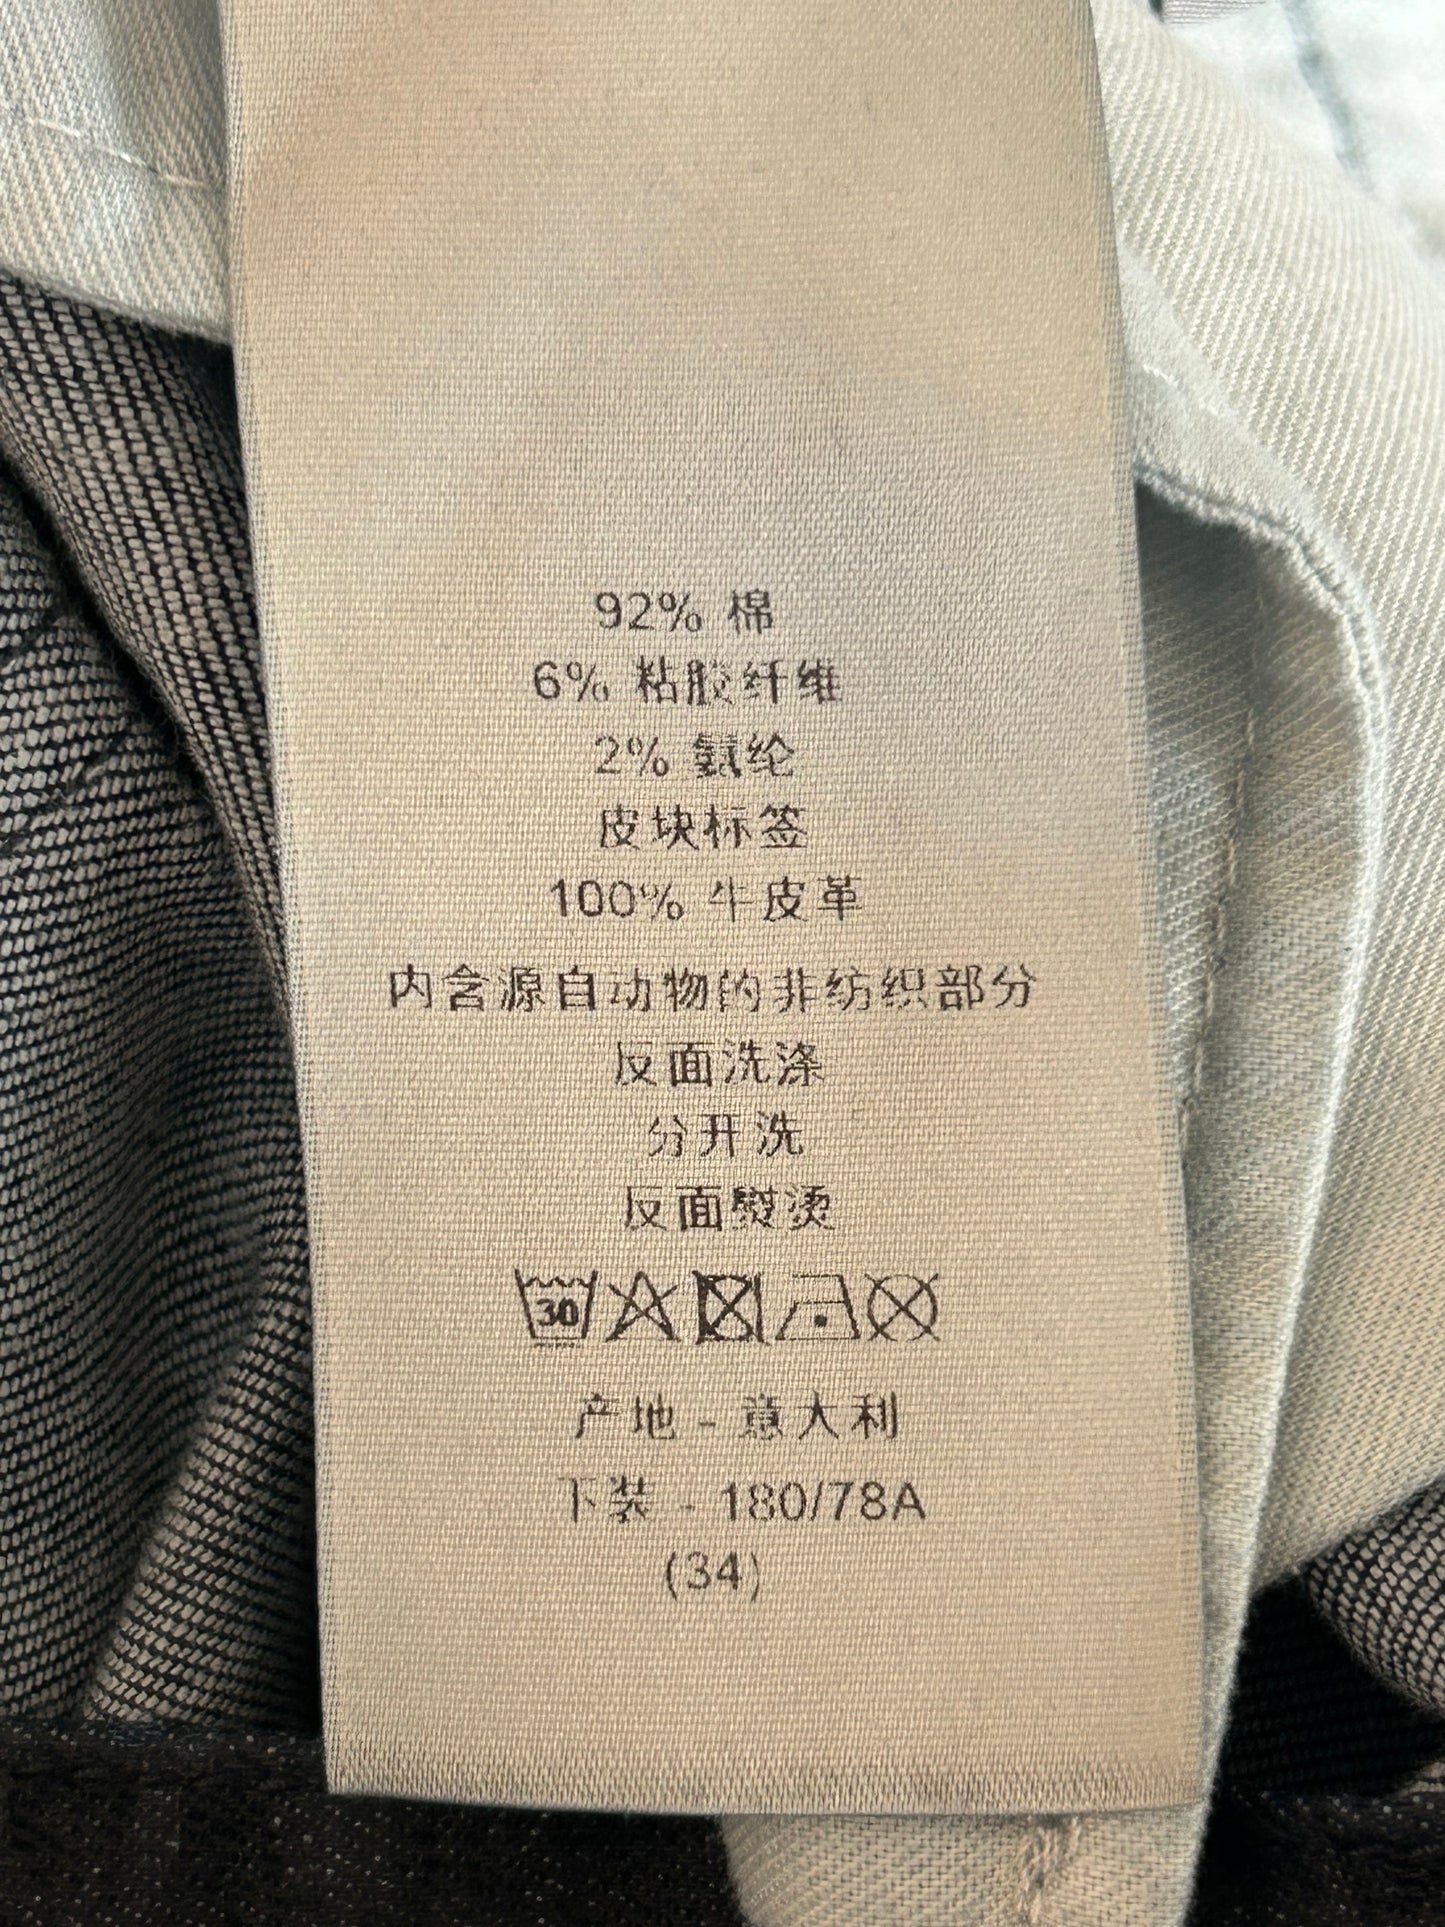 92% 棉
6% 粘胶纤维
2% 氨纶
皮块标签
100% 牛皮革
内含源自动物的非纺织部分
反面洗涤
分开洗
反面熨烫
30
产地 - 意大利
下装 - 180/78A
(34)